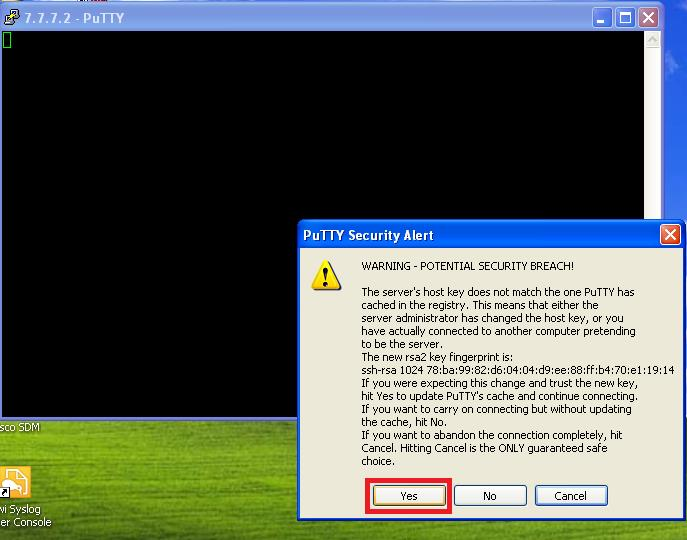 7.7.7.2 - PuTTY
PuTTY Security Alert
WARNING - POTENTIAL SECURITY BREACH!
The server's host key does not match the one PuTTY has
cached in the registry. This means that either the
server administrator has changed the host key, or you
have actually connected to another computer pretending
to be the server.
The new rsa2 key fingerprint is:
ssh-rsa 1024 78:ba:99:82:d6:04:04:d9:ee:88:ff:b4:70:e1:19:14
If you were expecting this change and trust the new key,
hit Yes to update PuTTY's cache and continue connecting.
If you want to carry on connecting but without updating
the cache, hit No.
If you want to abandon the connection completely, hit
Cancel. Hitting Cancel is the ONLY guaranteed safe
choice.
Yes No Cancel
sco SDM
wi Syslog
er Console